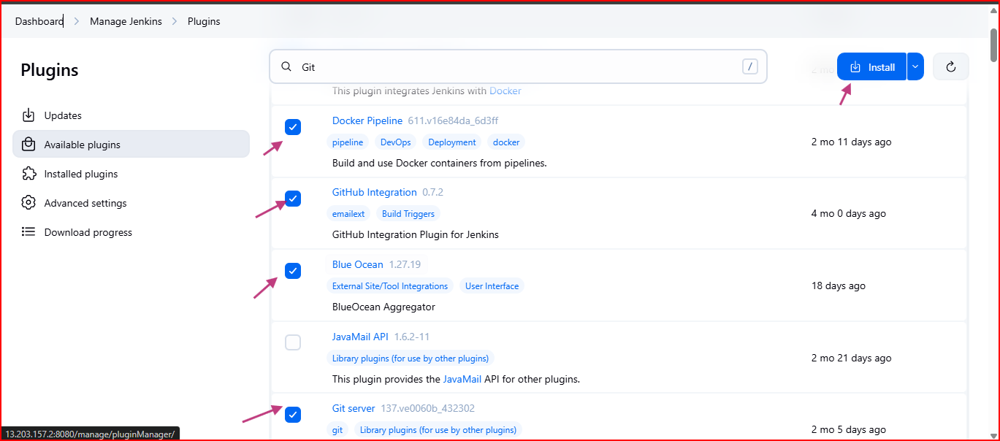 Dashboard
Manage Jenkins
Plugins
Plugins
Git
/
Install
Updates
Available plugins
Installed plugins
Advanced settings
Download progress
2 mo
This plugin integrates Jenkins with Docker
Docker Pipeline 611.v16e84da_6d3ff
pipeline DevOps Deployment docker
Build and use Docker containers from pipelines.
2 mo 11 days ago
GitHub Integration 0.7.2
emailext Build Triggers
GitHub Integration Plugin for Jenkins
4 mo 0 days ago
Blue Ocean 1.27.19
External Site/Tool Integrations User Interface
BlueOcean Aggregator
18 days ago
JavaMail API 1.6.2-11
Library plugins (for use by other plugins)
This plugin provides the JavaMail API for other plugins.
2 mo 21 days ago
Git server 137.ve0060b_432302
git Library plugins (for use by other plugins)
2 mo 5 days ago
13.203.157.2:8080/manage/pluginManager/